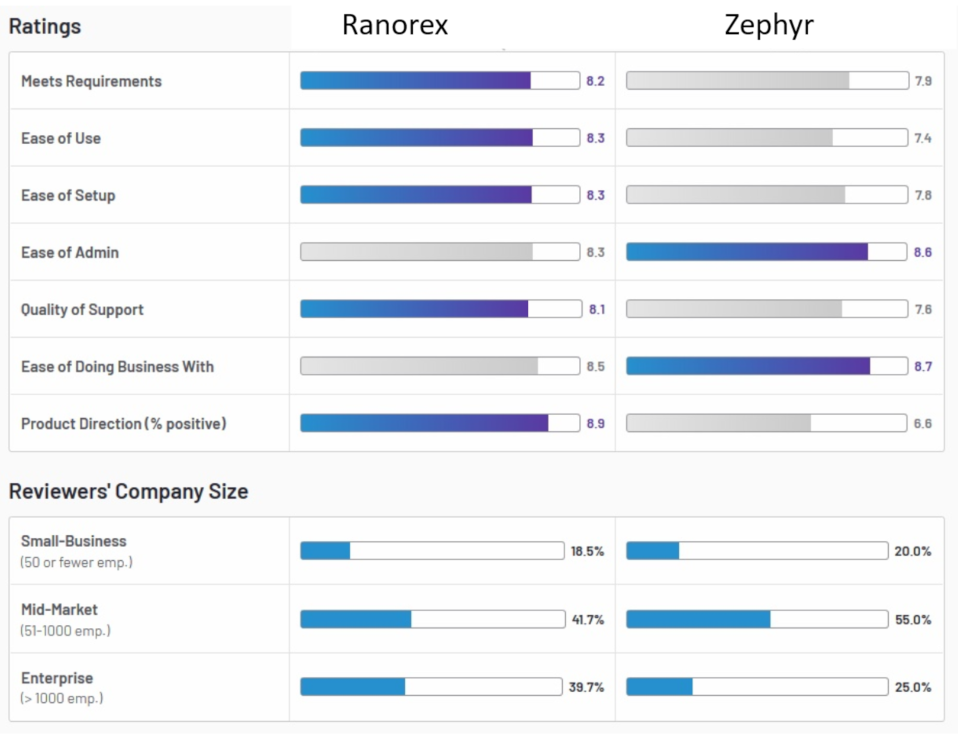 Ratings Ranorex Zephyr
Meets Requirements 8.2 7.9
Ease of Use 8.3 7.4
Ease of Setup 8.3 7.8
Ease of Admin 8.3 8.6
Quality of Support 8.1 7.6
Ease of Doing Business With 8.5 8.7
Product Direction (% positive) 8.9 6.6
Reviewers' Company Size
Small-Business
(50 or fewer emp.) 18.5% 20.0%
Mid-Market
(51-1000 emp.) 41.7% 55.0%
Enterprise
(> 1000 emp.) 39.7% 25.0%